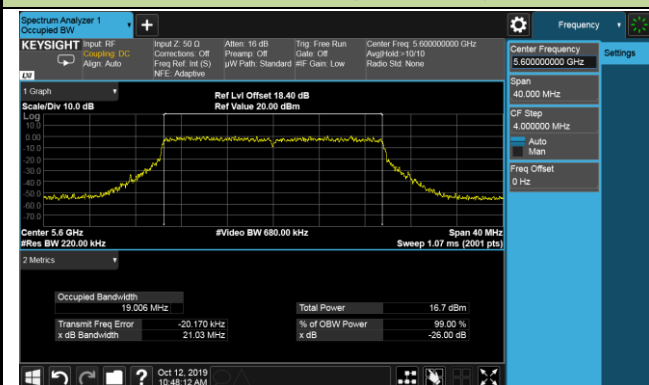 Spectrum Analyzer 1
Occupied BW
+
Frequency
KEYSIGHT
Input: RF
Coupling: DC
Align: Auto
Input Z: 50 Ω
Corrections: Off
Freq Ref: Int (S)
NFE: Adaptive
Atten: 16 dB
Preamp: Off
µW Path: Standard
Trig: Free Run
Gate: Off
#IF Gain: Low
Center Freq: 5.600000000 GHz
Avg|Hold:>10/10
Radio Std: None
LXI
1 Graph
Scale/Div 10.0 dB
Ref Lvl Offset 18.40 dB
Ref Value 20.00 dBm
Log
10.0
0.00
-10.0
-20.0
-30.0
-40.0
-50.0
-60.0
-70.0
Center 5.6 GHz
#Video BW 680.00 kHz
Span 40 MHz
#Res BW 220.00 kHz
Sweep 1.07 ms (2001 pts)
2 Metrics
Occupied Bandwidth
19.006 MHz
Total Power 16.7 dBm
Transmit Freq Error -20.170 kHz
% of OBW Power 99.00 %
x dB Bandwidth 21.03 MHz
x dB -26.00 dB
Center Frequency
5.600000000 GHz
Settings
Span
40.000 MHz
CF Step
4.000000 MHz
Auto
Man
Freq Offset
0 Hz
?
Oct 12, 2019
10:48:12 AM